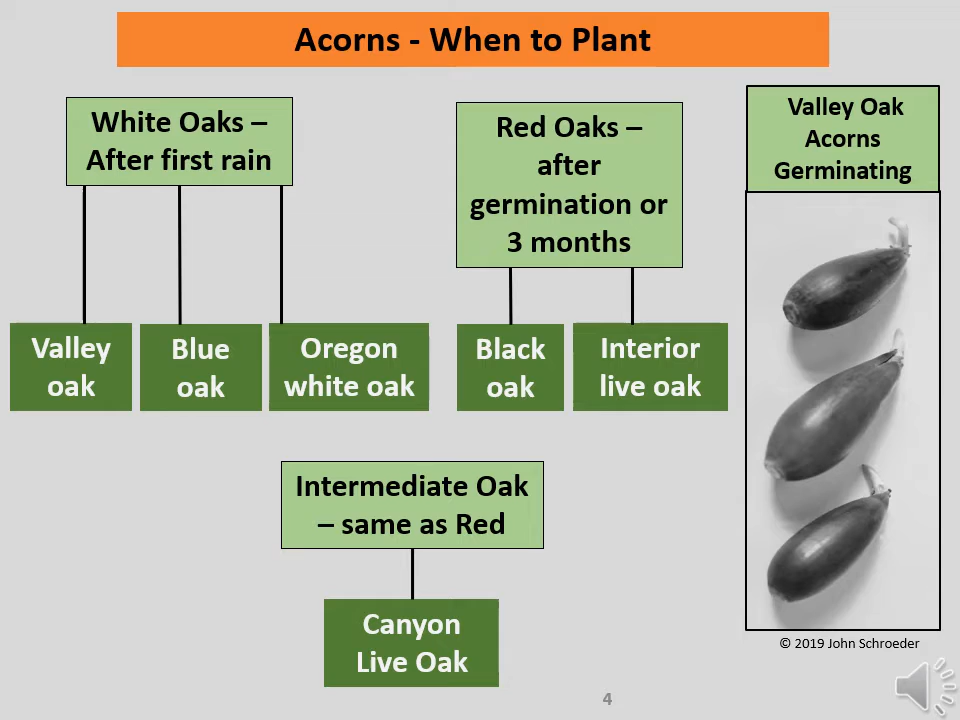 Acorns - When to Plant
White Oaks –
After first rain
Red Oaks –
after
germination or
3 months
Valley Oak
Acorns
Germinating
Valley
oak
Blue
oak
Oregon
white oak
Black
oak
Interior
live oak
Intermediate Oak
– same as Red
Canyon
Live Oak
© 2019 John Schroeder
4